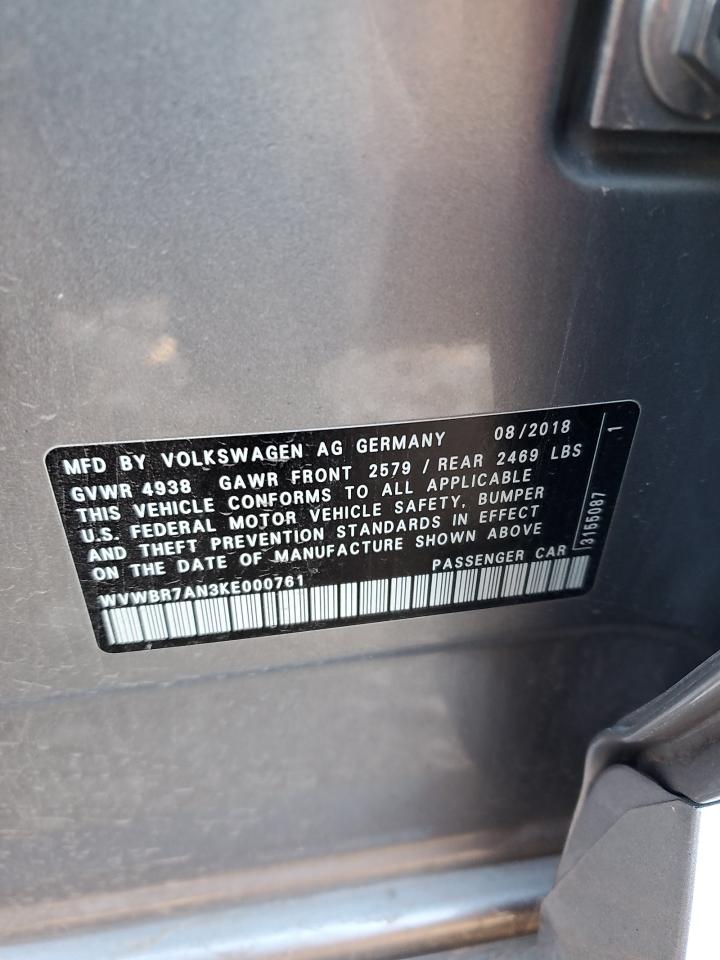 MFD BY VOLKSWAGEN AG GERMANY 08/2018
GVWR 4938 GAWR FRONT 2579 / REAR 2469 LBS
THIS VEHICLE CONFORMS TO ALL APPLICABLE
U.S. FEDERAL MOTOR VEHICLE SAFETY, BUMPER
AND THEFT PREVENTION STANDARDS IN EFFECT
ON THE DATE OF MANUFACTURE SHOWN ABOVE
WVWBR7AN3KE000761 PASSENGER CAR
3155087 1